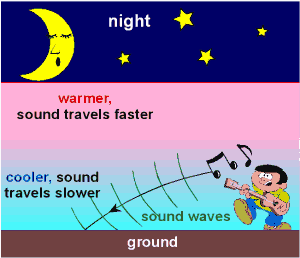 night
warmer,
sound travels faster
cooler, sound
travels slower
sound waves
ground